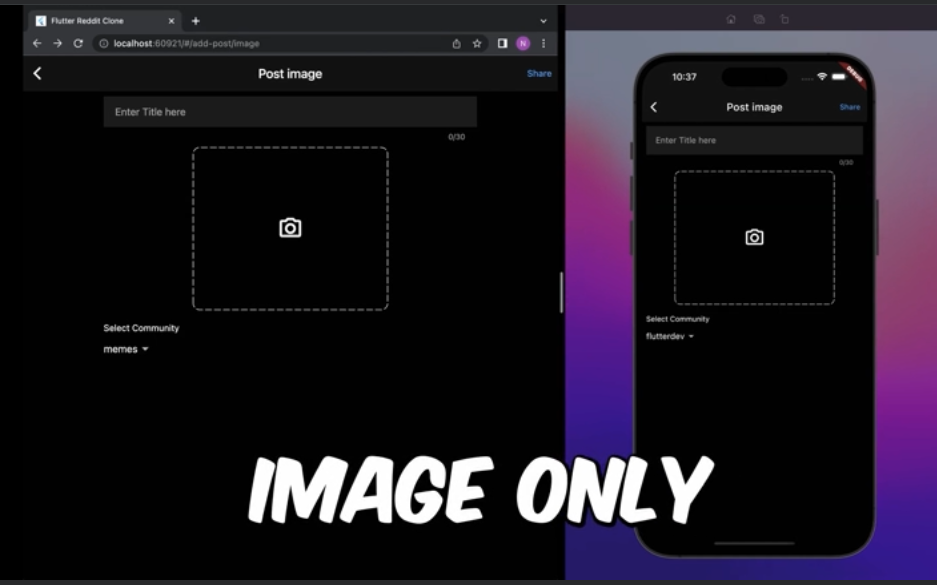 Flutter Reddit Clone
localhost:60921/#/add-post/image
N
Post image
Share
Enter Title here
0/30
Select Community
memes
10:37
DEBUG
Post image
Share
Enter Title here
0/30
Select Community
flutterdev
IMAGE ONLY